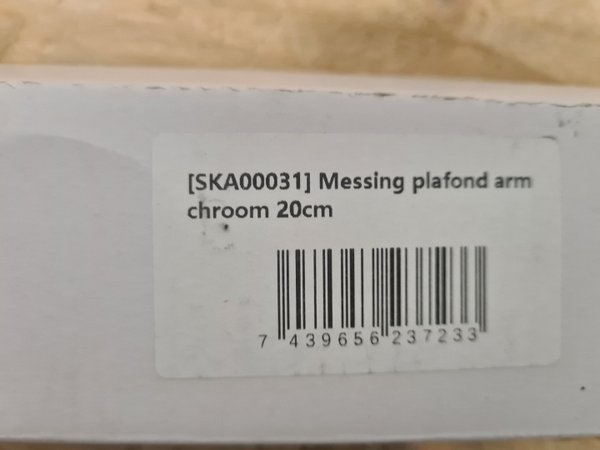 [SKA00031] Messing plafond arm
chroom 20cm
7 439656 237233